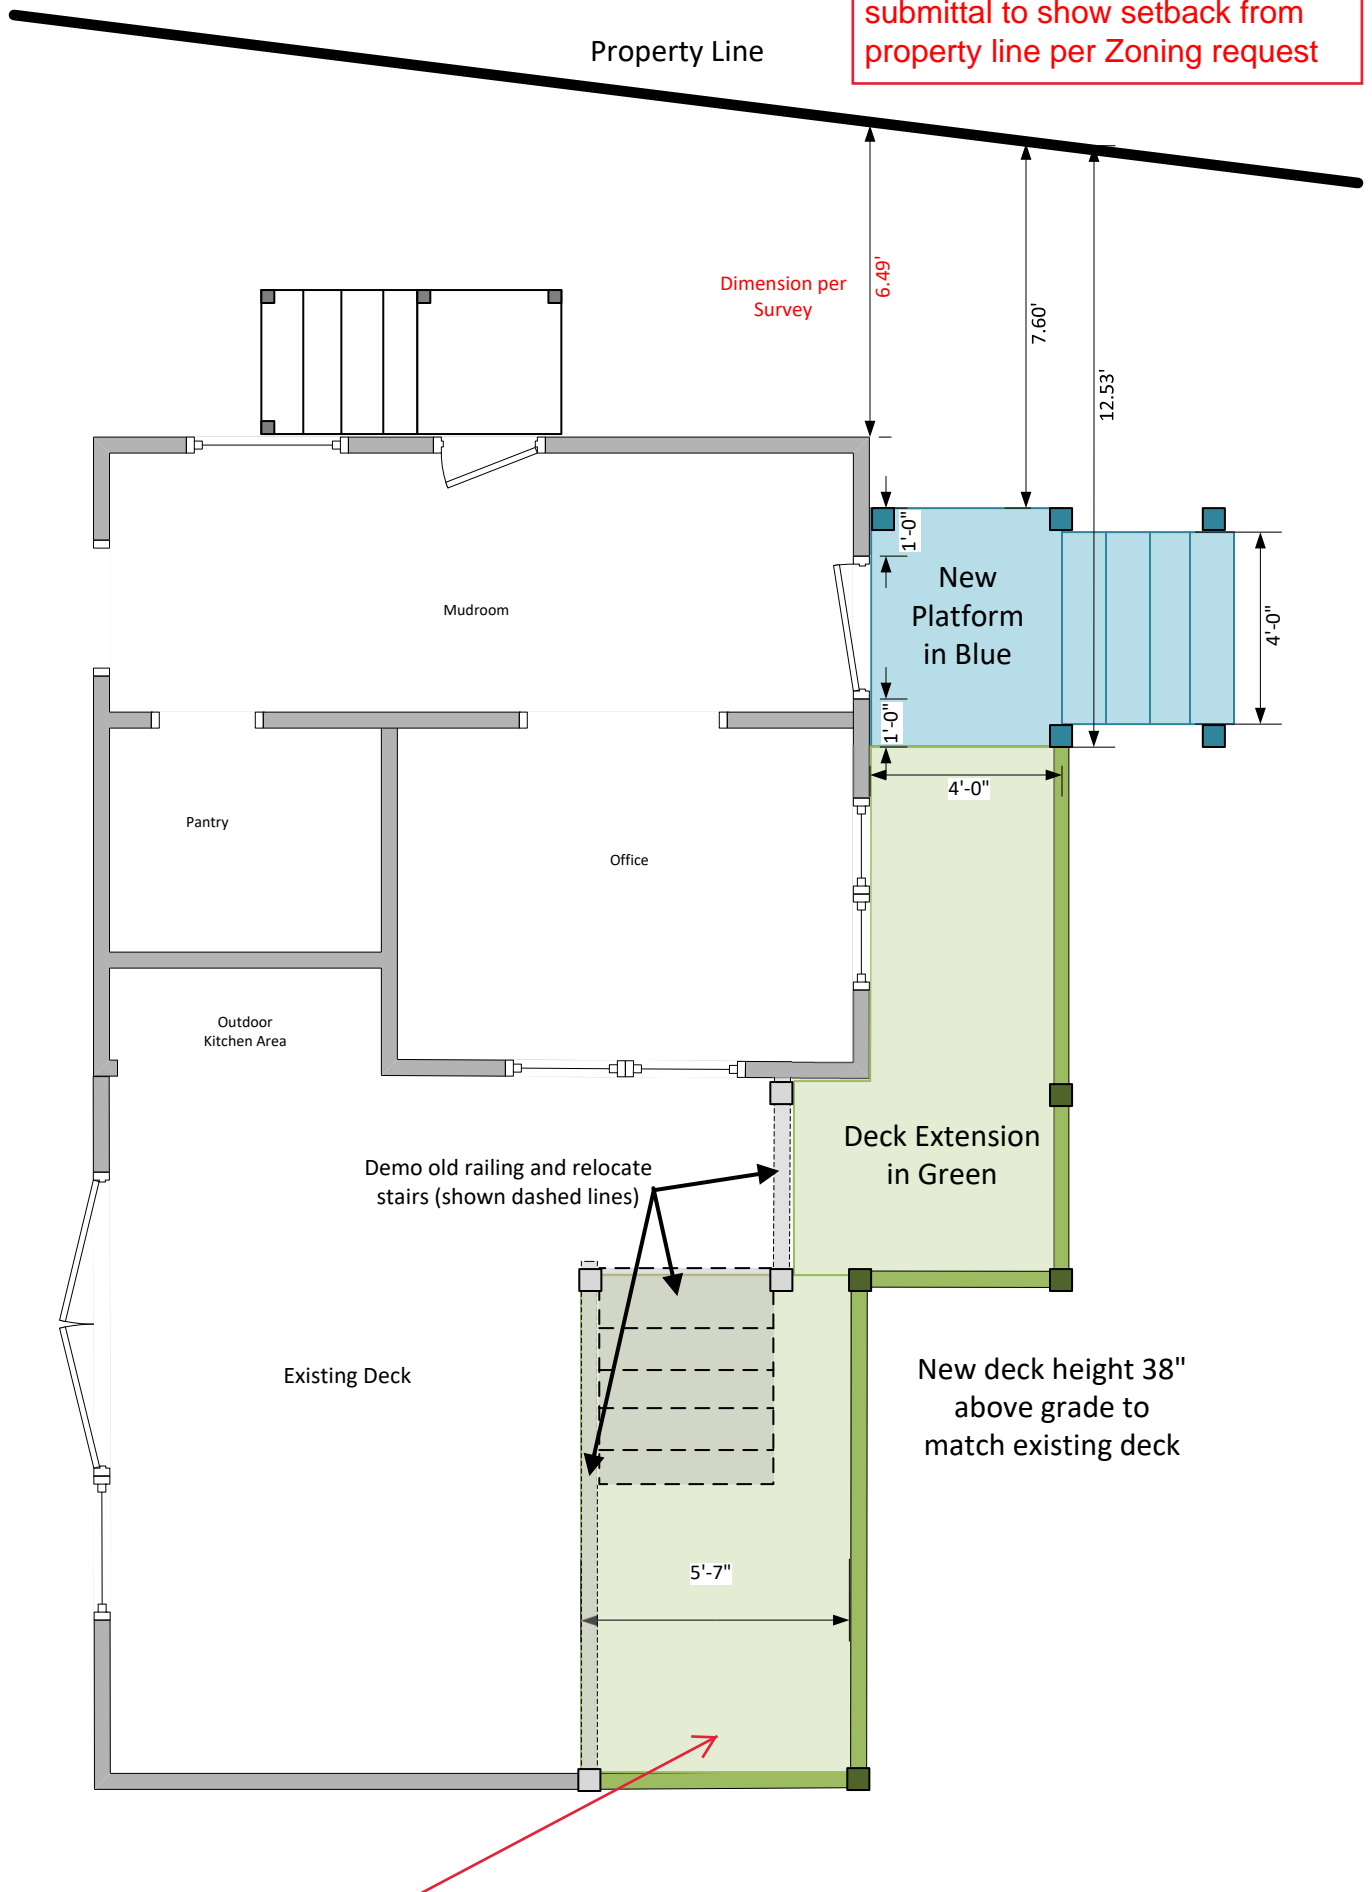 submittal to show setback from
property line per Zoning request
Property Line
Dimension per
Survey
6.49'
7.60'
12.53'
1'-0"
New
Platform
in Blue
4'-0"
Mudroom
1'-0"
4'-0"
Pantry
Office
Outdoor
Kitchen Area
Deck Extension
in Green
Demo old railing and relocate
stairs (shown dashed lines)
Existing Deck
New deck height 38"
above grade to
match existing deck
5'-7"